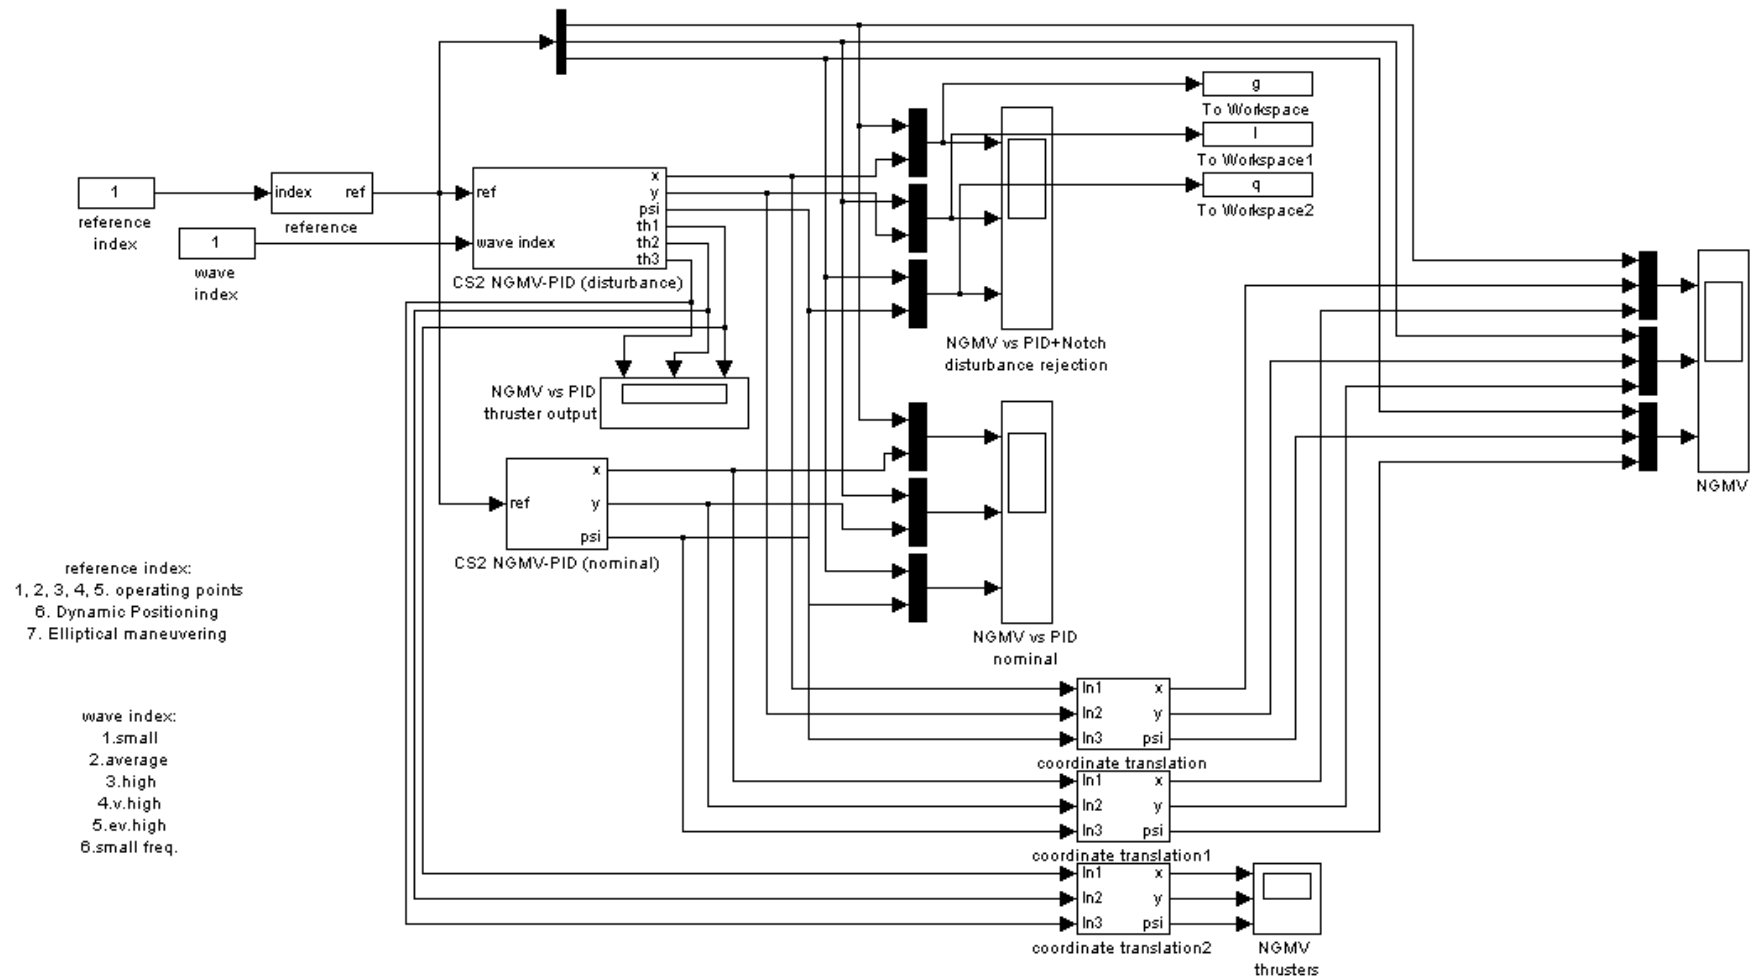 g
To Workspace
l
To Workspace1
q
To Workspace2
1
reference
index
index ref
reference
1
wave
index
ref
wave index
x
y
psi
th1
th2
th3
CS2 NGMV-PID (disturbance)
NGMV vs PID+Notch
disturbance rejection
NGMV vs PID
thruster output
ref
x
y
psi
CS2 NGMV-PID (nominal)
NGMV vs PID
nominal
NGMV
reference index:
1, 2, 3, 4, 5. operating points
6. Dynamic Positioning
7. Elliptical maneuvering
wave index:
1.small
2.average
3.high
4.v.high
5.ev.high
6.small freq.
In1 x
In2 y
In3 psi
coordinate translation
In1 x
In2 y
In3 psi
coordinate translation1
In1 x
In2 y
In3 psi
coordinate translation2
NGMV
thrusters